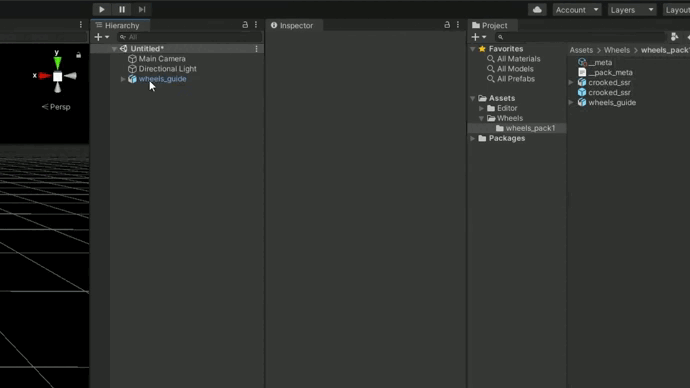 Account
Layers
Layout
Hierarchy
Inspector
Project
All
Untitled*
Main Camera
Directional Light
wheels_guide
y
x
z
Persp
Favorites
All Materials
All Models
All Prefabs
Assets
Editor
Wheels
wheels_pack1
Packages
Assets > Wheels > wheels_pack1
__meta
__pack_meta
crooked_ssr
crooked_ssr
wheels_guide